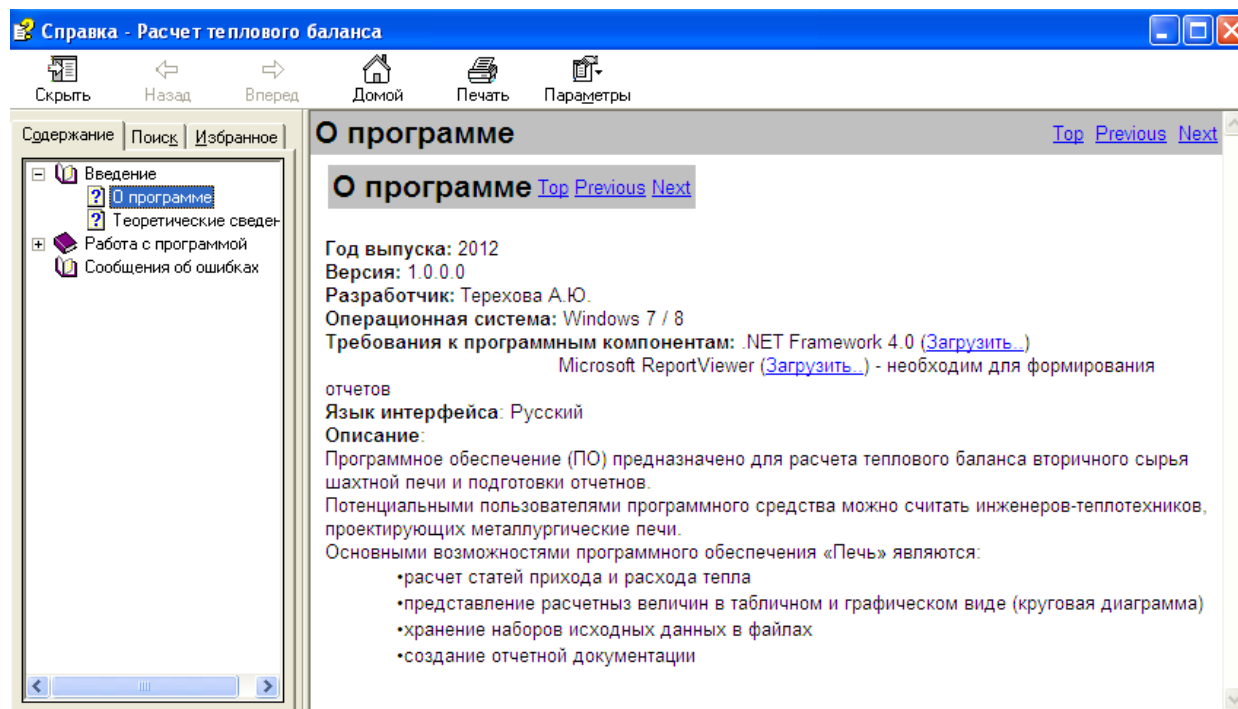 Справка - Расчет теплового баланса
Скрыть Назад Вперед Домой Печать Параметры
Содержание Поиск Избранное
Введение
О программе
Теоретические сведен
Работа с программой
Сообщения об ошибках
О программе Top Previous Next
О программе Top Previous Next
Год выпуска: 2012
Версия: 1.0.0.0
Разработчик: Терехова А.Ю.
Операционная система: Windows 7 / 8
Требования к программным компонентам: .NET Framework 4.0 (Загрузить..)
Microsoft ReportViewer (Загрузить..) - необходим для формирования
отчетов
Язык интерфейса: Русский
Описание:
Программное обеспечение (ПО) предназначено для расчета теплового баланса вторичного сырья
шахтной печи и подготовки отчетнов.
Потенциальными пользователями программного средства можно считать инженеров-теплотехников,
проектирующих металлургические печи.
Основными возможностями программного обеспечения «Печь» являются:
•расчет статей прихода и расхода тепла
•представление расчетныз величин в табличном и графическом виде (круговая диаграмма)
•хранение наборов исходных данных в файлах
•создание отчетной документации